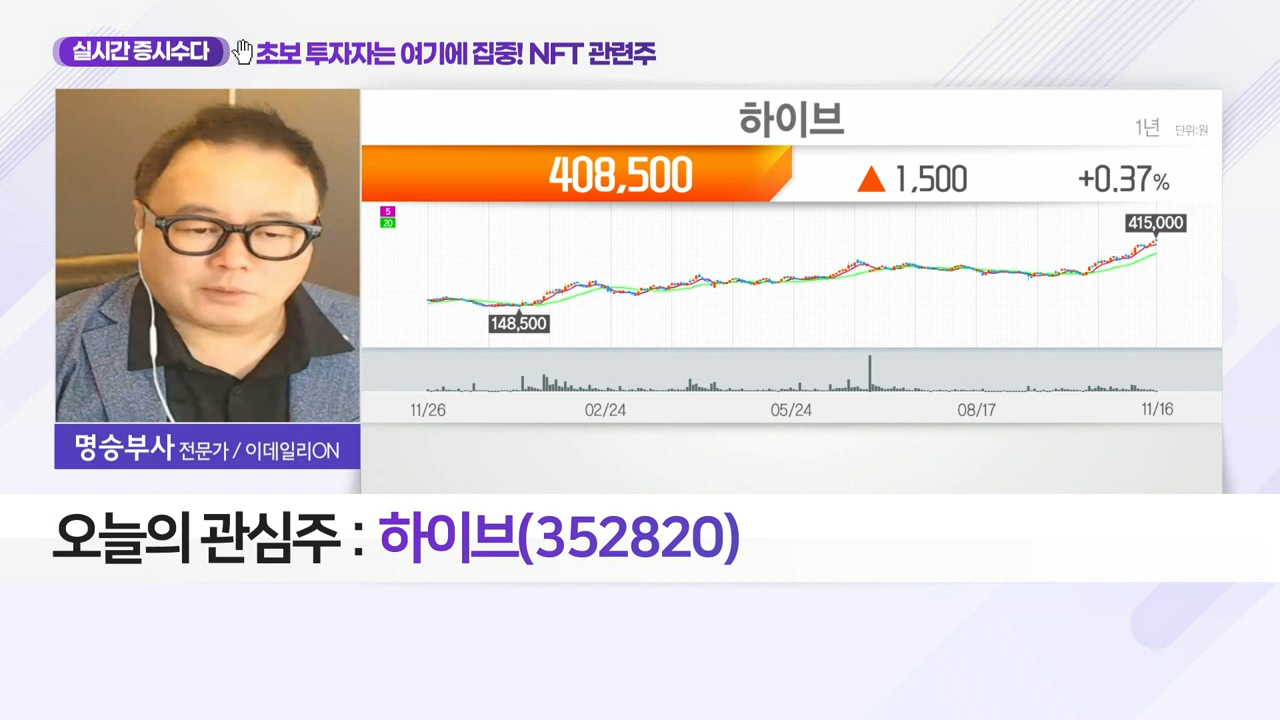 실시간 증시수다 초보 투자자는 여기에 집중! NFT 관련주
하이브
1년 단위:원
408,500 ▲ 1,500 +0.37%
5
20
415,000
148,500
11/26 02/24 05/24 08/17 11/16
명승부사 전문가 / 이데일리ON
오늘의 관심주 : 하이브(352820)